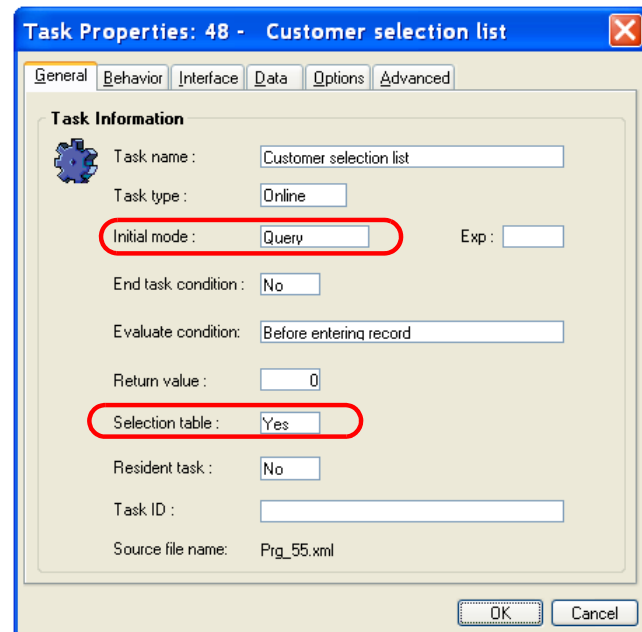 Task Properties: 48 - Customer selection list
General Behavior Interface Data Options Advanced
Task Information
Task name : Customer selection list
Task type : Online
Initial mode : Query Exp :
End task condition : No
Evaluate condition: Before entering record
Return value : 0
Selection table : Yes
Resident task : No
Task ID :
Source file name: Prg_55.xml
OK Cancel